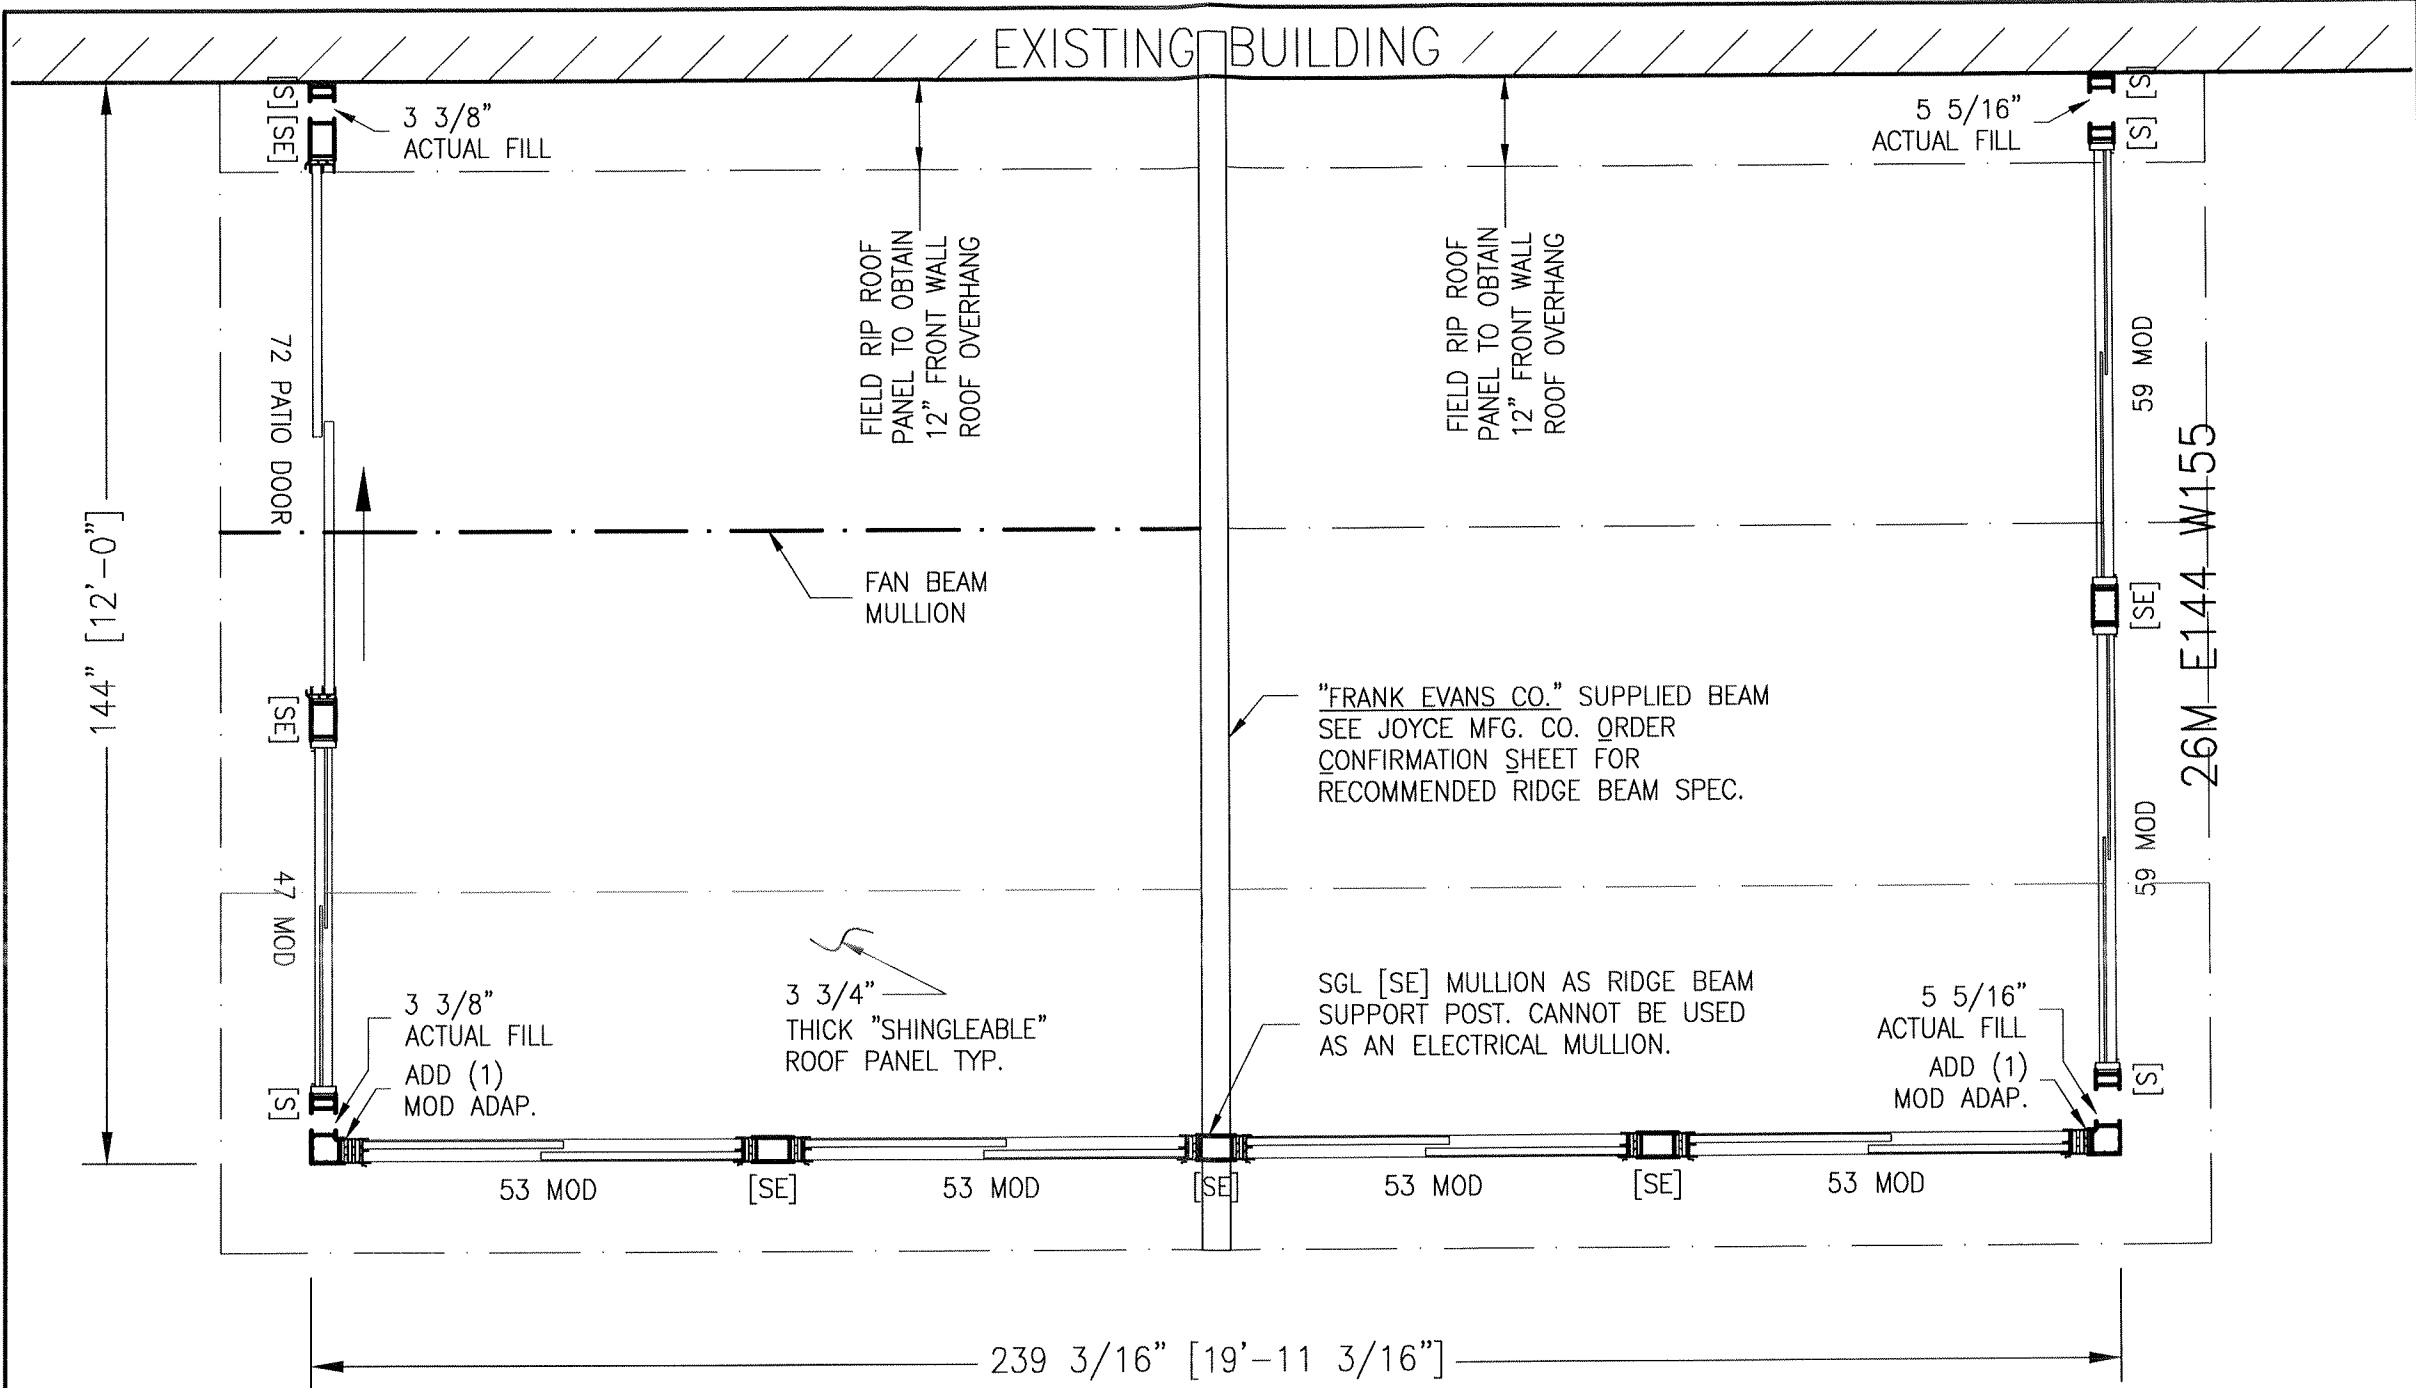 EXISTING BUILDING
[S]
[SE]
3 3/8"
ACTUAL FILL
5 5/16"
ACTUAL FILL
[S]
[S]
FIELD RIP ROOF
PANEL TO OBTAIN
12" FRONT WALL
ROOF OVERHANG
FIELD RIP ROOF
PANEL TO OBTAIN
12" FRONT WALL
ROOF OVERHANG
72 PATIO DOOR
59 MOD
144" [12'-0"]
FAN BEAM
MULLION
[SE]
26M E144 W155
[SE]
"FRANK EVANS CO." SUPPLIED BEAM
SEE JOYCE MFG. CO. ORDER
CONFIRMATION SHEET FOR
RECOMMENDED RIDGE BEAM SPEC.
47 MOD
59 MOD
3 3/8"
ACTUAL FILL
ADD (1)
MOD ADAP.
[S]
3 3/4"
THICK "SHINGLEABLE"
ROOF PANEL TYP.
SGL [SE] MULLION AS RIDGE BEAM
SUPPORT POST. CANNOT BE USED
AS AN ELECTRICAL MULLION.
5 5/16"
ACTUAL FILL
ADD (1)
MOD ADAP.
[S]
53 MOD
[SE]
53 MOD
[SE]
53 MOD
[SE]
53 MOD
239 3/16" [19'-11 3/16"]